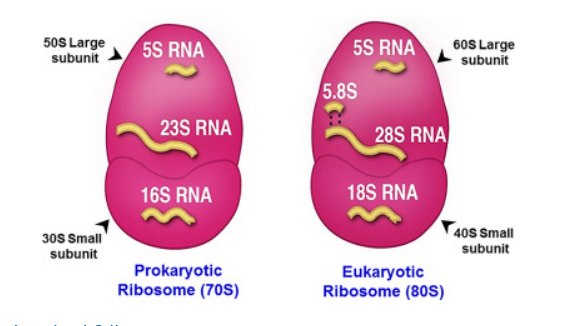 50S Large
subunit
5S RNA
23S RNA
16S RNA
30S Small
subunit
Prokaryotic
Ribosome (70S)
5S RNA
60S Large
subunit
5.8S
28S RNA
18S RNA
40S Small
subunit
Eukaryotic
Ribosome (80S)